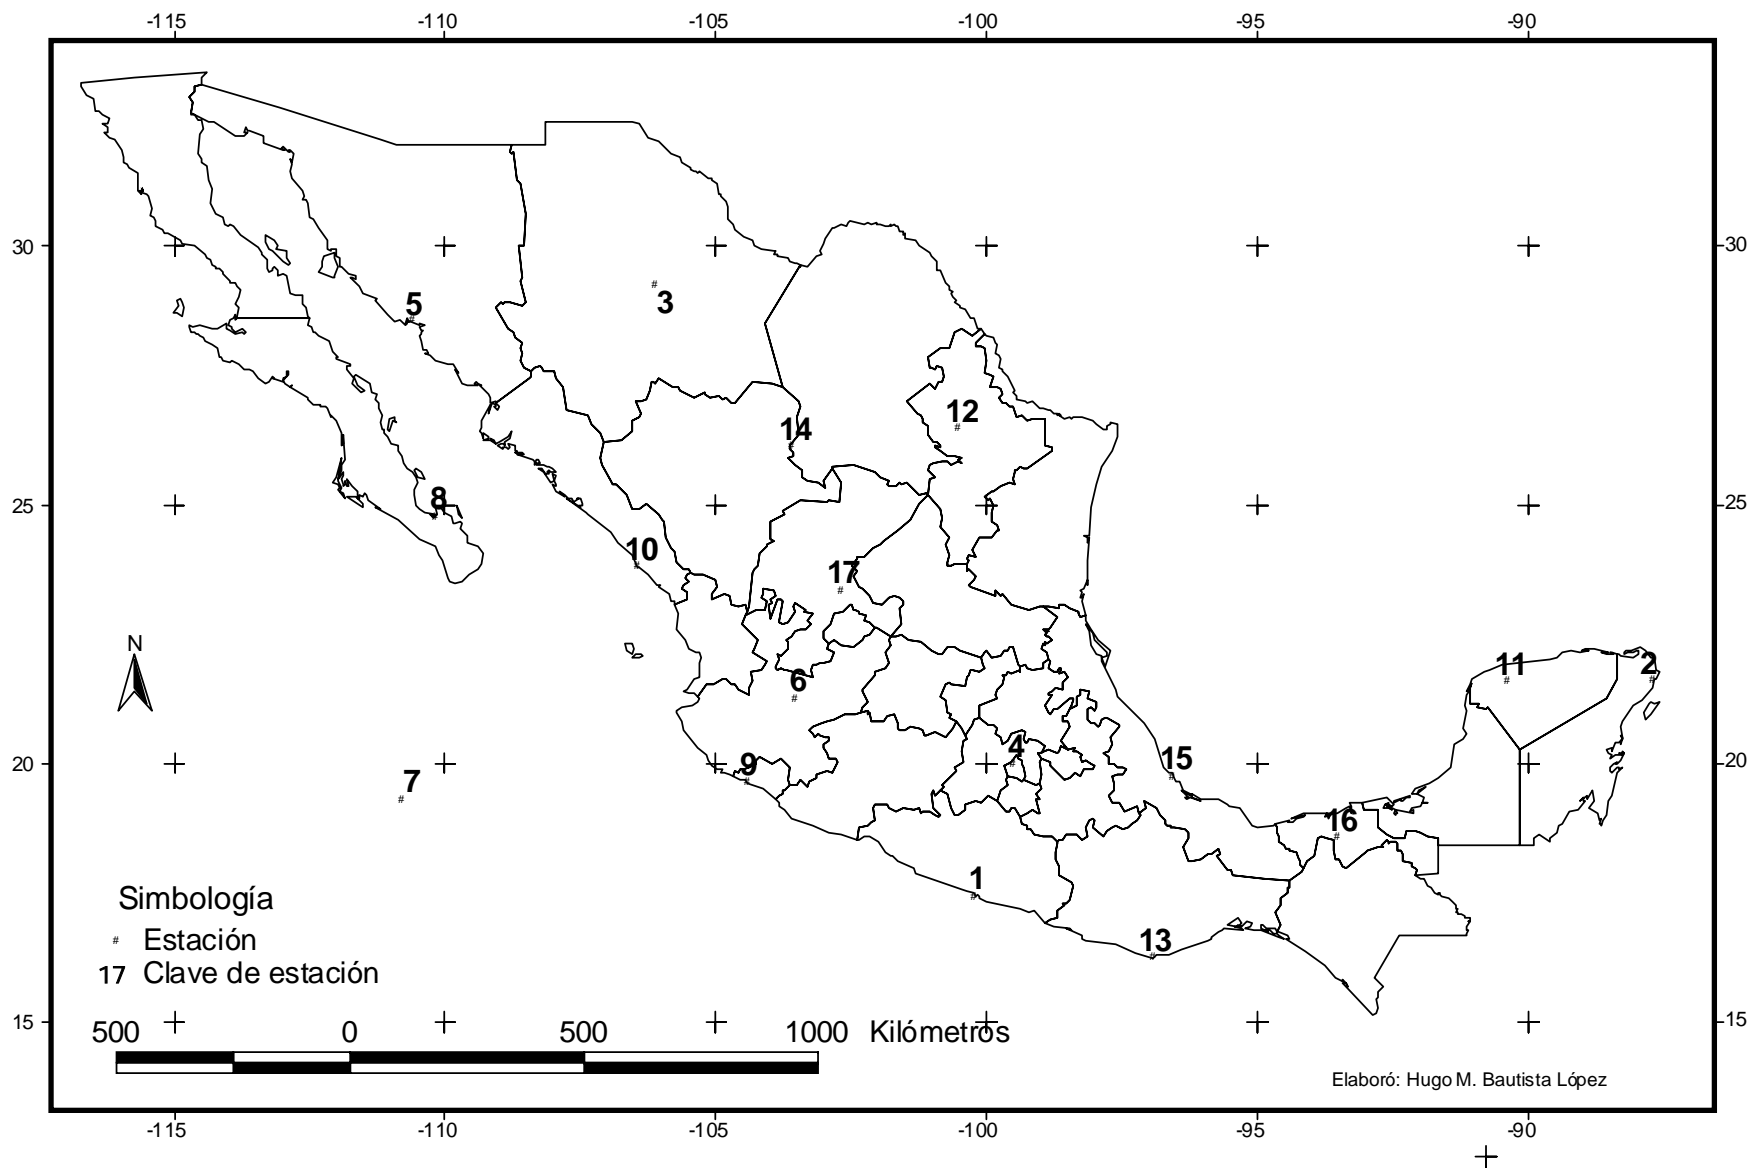 -115 -110 -105 -100 -95 -90
30 30
5
3
12
14
8
25 25
10
17
N
11 2
6
4
15
20 9 20
7
16
1
Simbología
13
# Estación
17 Clave de estación
15 15
500 0 500 1000 Kilómetros
Elaboró: Hugo M. Bautista López
-115 -110 -105 -100 -95 -90